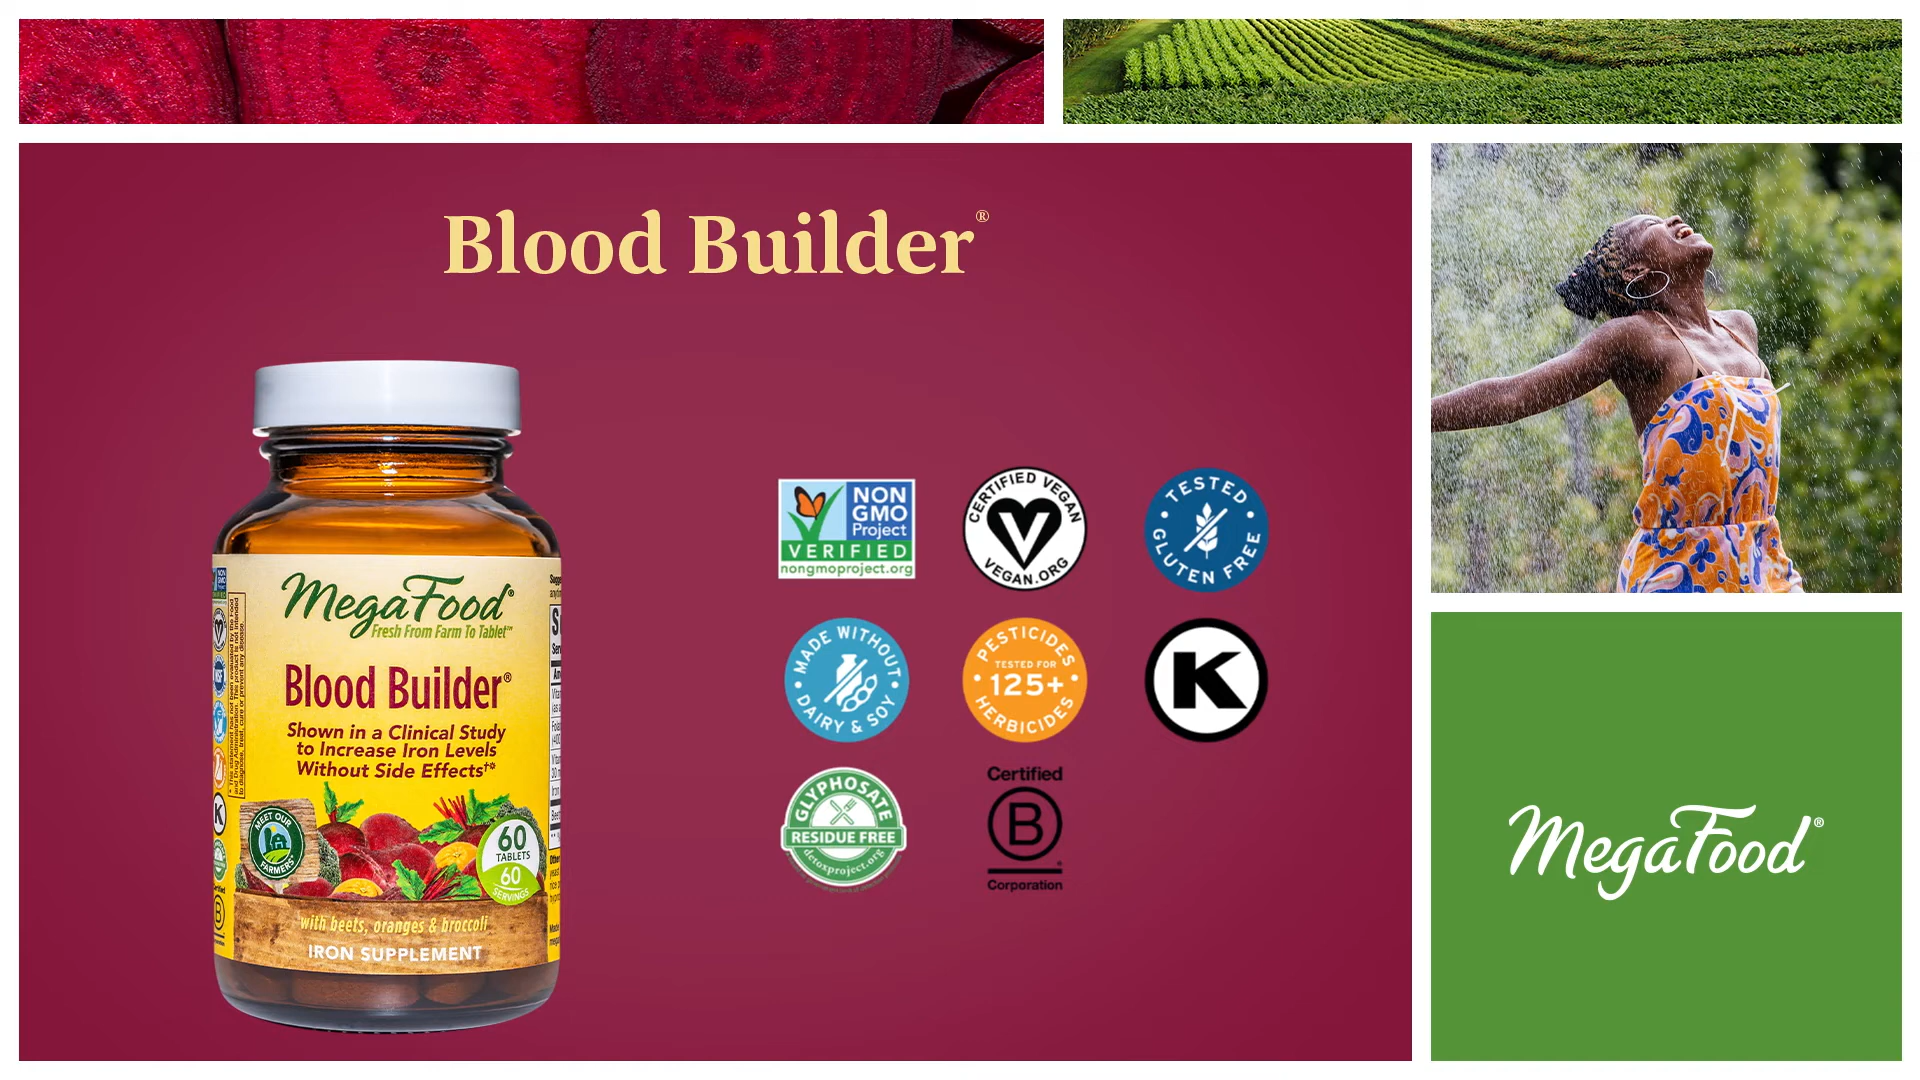 Blood Builder®
MegaFood®
Fresh From Farm To Tablet™
Blood Builder®
Shown in a Clinical Study
to Increase Iron Levels
Without Side Effects†*
MEET OUR
FARMERS
60
TABLETS
60
SERVINGS
with beets, oranges & broccoli
IRON SUPPLEMENT
NON
GMO
Project
VERIFIED
nongmoproject.org
CERTIFIED VEGAN
V
VEGAN.ORG
TESTED
GLUTEN FREE
MADE WITHOUT
DAIRY & SOY
PESTICIDES
TESTED FOR
125+
HERBICIDES
K
GLYPHOSATE
RESIDUE FREE
detoxproject.org
Certified
B
®
Corporation
MegaFood®